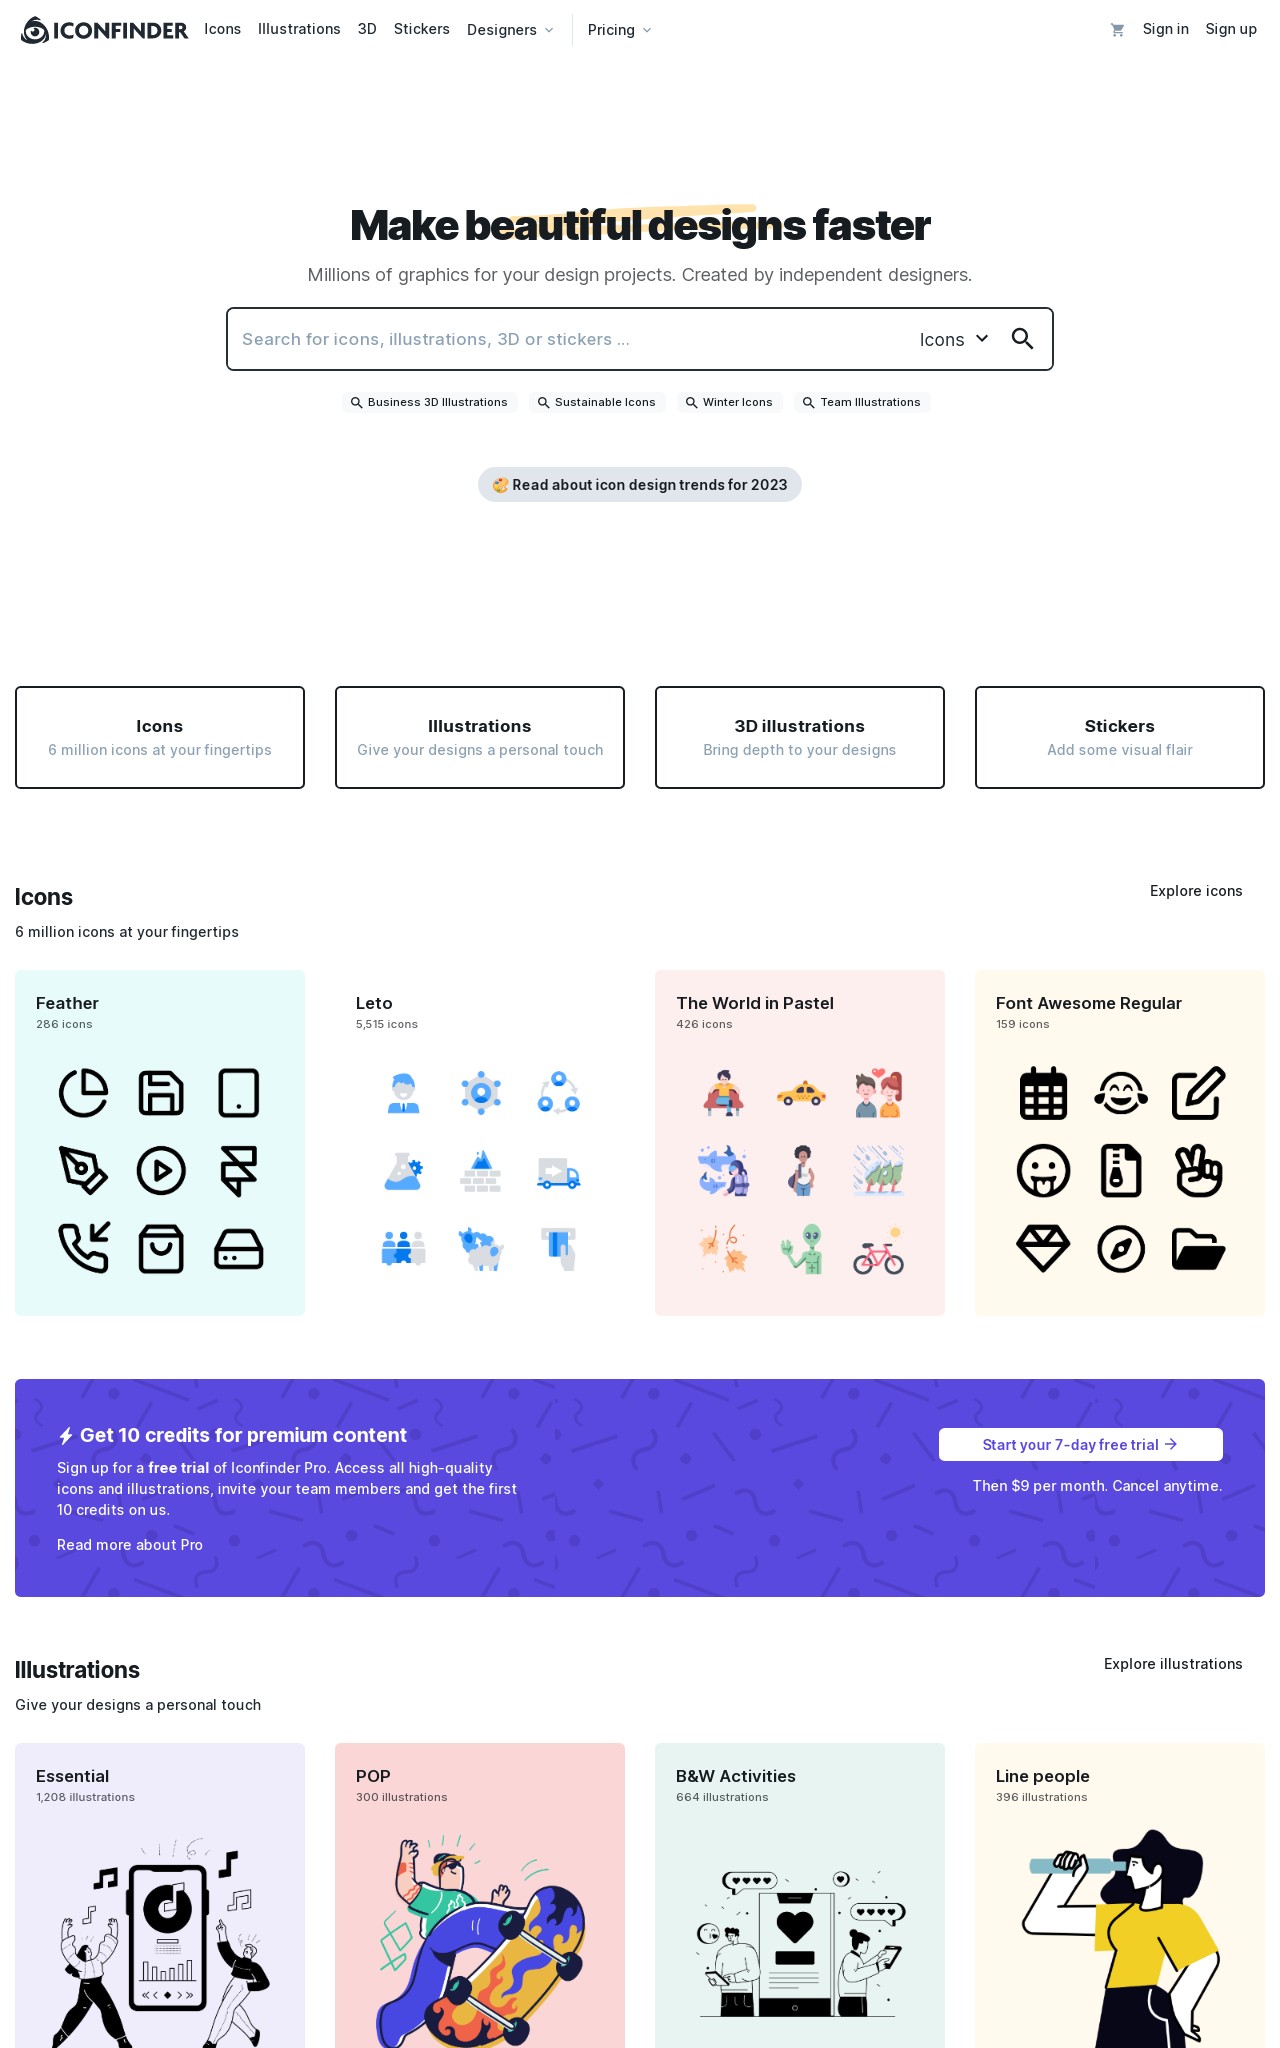 ICONFINDER
Icons Illustrations 3D Stickers Designers Pricing Sign in Sign up
Make beautiful designs faster
Millions of graphics for your design projects. Created by independent designers.
Search for icons, illustrations, 3D or stickers ... Icons
Business 3D Illustrations Sustainable Icons Winter Icons Team Illustrations
🎨 Read about icon design trends for 2023
Icons
6 million icons at your fingertips
Illustrations
Give your designs a personal touch
3D illustrations
Bring depth to your designs
Stickers
Add some visual flair
Icons
Explore icons
6 million icons at your fingertips
Feather
286 icons
Leto
5,515 icons
The World in Pastel
426 icons
Font Awesome Regular
159 icons
Get 10 credits for premium content
Sign up for a free trial of Iconfinder Pro. Access all high-quality
icons and illustrations, invite your team members and get the first
10 credits on us.
Read more about Pro
Start your 7-day free trial →
Then $9 per month. Cancel anytime.
Illustrations
Explore illustrations
Give your designs a personal touch
Essential
1,208 illustrations
POP
300 illustrations
B&W Activities
664 illustrations
Line people
396 illustrations